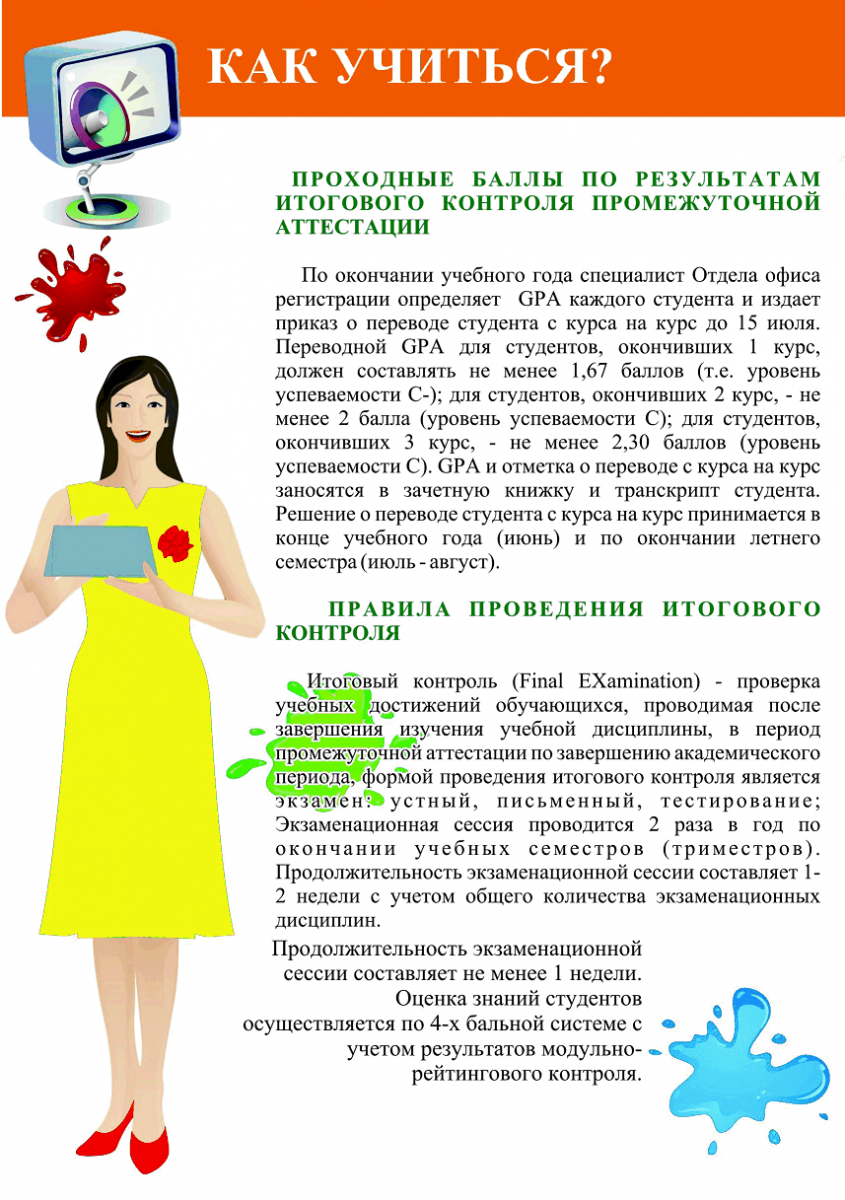 КАК УЧИТЬСЯ?
ПРОХОДНЫЕ БАЛЛЫ ПО РЕЗУЛЬТАТАМ
ИТОГОВОГО КОНТРОЛЯ ПРОМЕЖУТОЧНОЙ
АТТЕСТАЦИИ
По окончании учебного года специалист Отдела офиса
регистрации определяет GPA каждого студента и издает
приказ о переводе студента с курса на курс до 15 июля.
Переводной GPA для студентов, окончивших 1 курс,
должен составлять не менее 1,67 баллов (т.е. уровень
успеваемости С-); для студентов, окончивших 2 курс, - не
менее 2 балла (уровень успеваемости С); для студентов,
окончивших 3 курс, - не менее 2,30 баллов (уровень
успеваемости С). GPA и отметка о переводе с курса на курс
заносятся в зачетную книжку и транскрипт студента.
Решение о переводе студента с курса на курс принимается в
конце учебного года (июнь) и по окончании летнего
семестра (июль - август).
ПРАВИЛА ПРОВЕДЕНИЯ ИТОГОВОГО
КОНТРОЛЯ
Итоговый контроль (Final EXamination) - проверка
учебных достижений обучающихся, проводимая после
завершения изучения учебной дисциплины, в период
промежуточной аттестации по завершению академического
периода, формой проведения итогового контроля является
экзамен: устный, письменный, тестирование;
Экзаменационная сессия проводится 2 раза в год по
окончании учебных семестров (триместров).
Продолжительность экзаменационной сессии составляет 1-
2 недели с учетом общего количества экзаменационных
дисциплин.
Продолжительность экзаменационной
сессии составляет не менее 1 недели.
Оценка знаний студентов
осуществляется по 4-х бальной системе с
учетом результатов модульно-
рейтингового контроля.